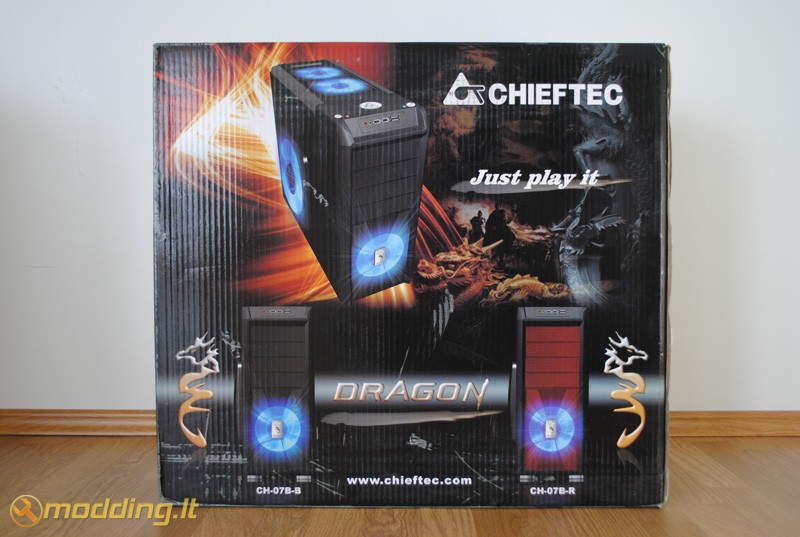 CHIEFTEC
Just play it
DRAGON
www.chieftec.com
CH-07B-B
CH-07B-R
modding.lt